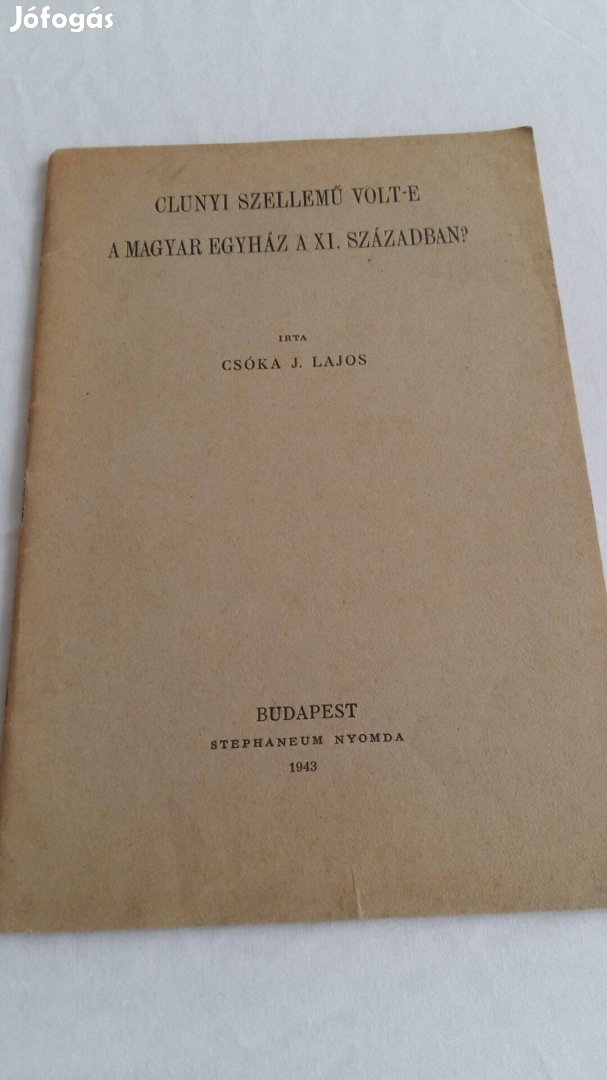 Jófogás
CLUNYI SZELLEMŰ VOLT-E
A MAGYAR EGYHÁZ A XI. SZÁZADBAN?
IRTA
CSÓKA J. LAJOS
BUDAPEST
STEPHANEUM NYOMDA
1943